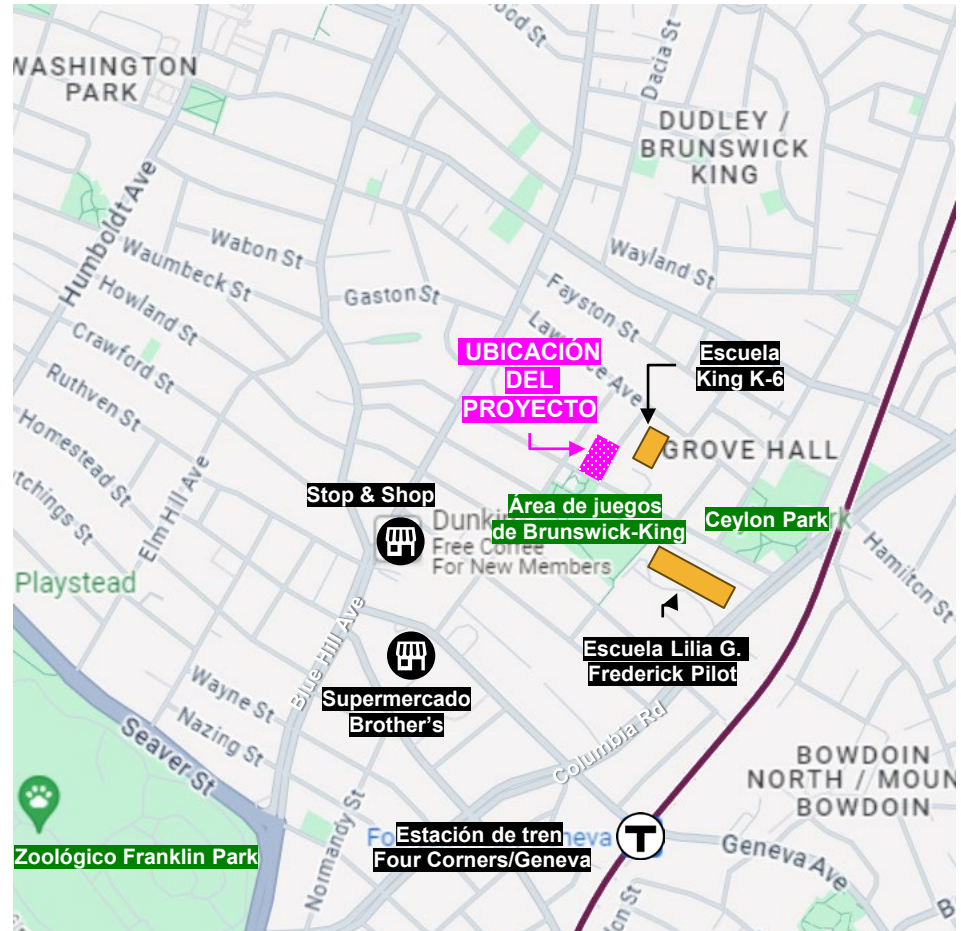 WASHINGTON
PARK
Dacia St
DUDLEY /
BRUNSWICK
KING
Humboldt Ave
Wabon St
Waumbeck St
Howland St
Crawford St
Ruthven St
Homestead St
Elm Hill Ave
Gaston St
Wayland St
Fayston St
UBICACIÓN
DEL
PROYECTO
Escuela
King K-6
GROVE HALL
Stop & Shop
Área de juegos
de Brunswick-King
Ceylon Park
Free Coffee
For New Members
Hamilton St
Playstead
Escuela Lilia G.
Frederick Pilot
Blue Hill Ave
Supermercado
Brother’s
Wayne St
Nazing St
Seaver St
Columbia Rd
Normandy St
BOWDOIN
NORTH / MOUN
BOWDOIN
Zoológico Franklin Park
Estación de tren
Four Corners/Geneva
T
Geneva Ave